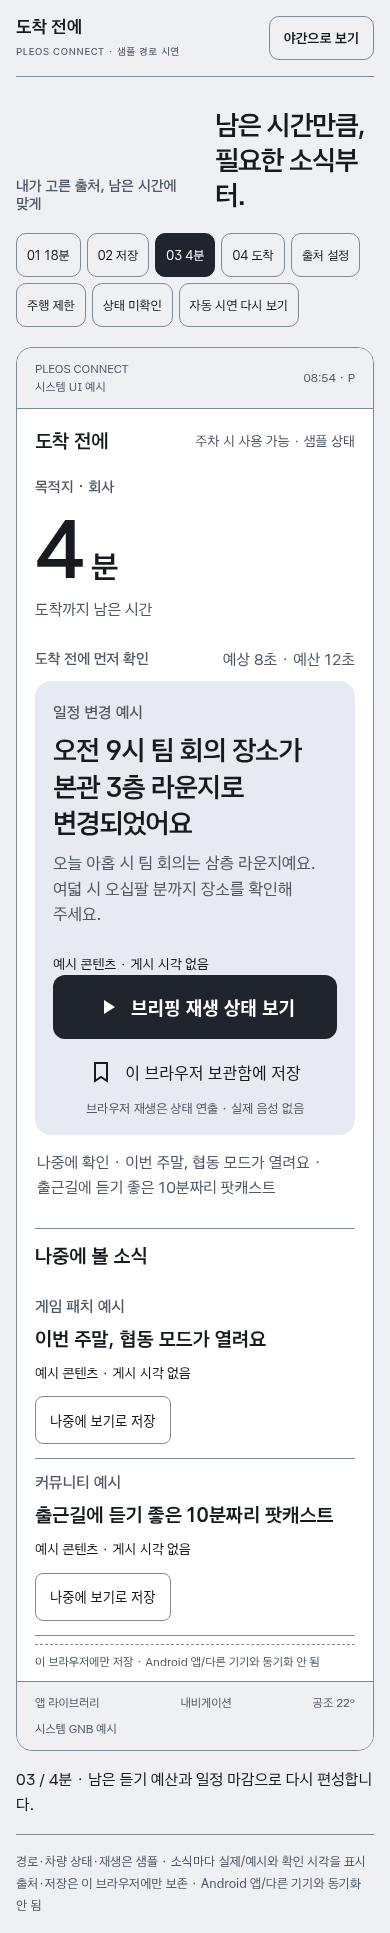 도착 전에
PLEOS CONNECT · 샘플 경로 시연
야간으로 보기
내가 고른 출처, 남은 시간에
맞게
남은 시간만큼,
필요한 소식부
터.
01 18분
02 저장
03 4분
04 도착
출처 설정
주행 제한
상태 미확인
자동 시연 다시 보기
PLEOS CONNECT
시스템 UI 예시
08:54 · P
도착 전에
주차 시 사용 가능 · 샘플 상태
목적지 · 회사
4 분
도착까지 남은 시간
도착 전에 먼저 확인
예상 8초 · 예산 12초
일정 변경 예시
오전 9시 팀 회의 장소가
본관 3층 라운지로
변경되었어요
오늘 아홉 시 팀 회의는 삼층 라운지예요.
여덟 시 오십팔 분까지 장소를 확인해
주세요.
예시 콘텐츠 · 게시 시각 없음
브리핑 재생 상태 보기
이 브라우저 보관함에 저장
브라우저 재생은 상태 연출 · 실제 음성 없음
나중에 확인 · 이번 주말, 협동 모드가 열려요 ·
출근길에 듣기 좋은 10분짜리 팟캐스트
나중에 볼 소식
게임 패치 예시
이번 주말, 협동 모드가 열려요
예시 콘텐츠 · 게시 시각 없음
나중에 보기로 저장
커뮤니티 예시
출근길에 듣기 좋은 10분짜리 팟캐스트
예시 콘텐츠 · 게시 시각 없음
나중에 보기로 저장
이 브라우저에만 저장 · Android 앱/다른 기기와 동기화 안 됨
앱 라이브러리
내비게이션
공조 22°
시스템 GNB 예시
03 / 4분 · 남은 듣기 예산과 일정 마감으로 다시 편성합니
다.
경로·차량 상태·재생은 샘플 · 소식마다 실제/예시와 확인 시각을 표시
출처·저장은 이 브라우저에만 보존 · Android 앱/다른 기기와 동기화
안 됨